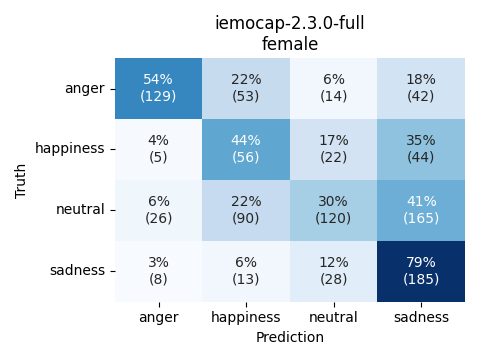 iemocap-2.3.0-full
female
Truth
anger
54% 22% 6% 18%
(129) (53) (14) (42)
happiness
4% 44% 17% 35%
(5) (56) (22) (44)
neutral
6% 22% 30% 41%
(26) (90) (120) (165)
sadness
3% 6% 12% 79%
(8) (13) (28) (185)
anger happiness neutral sadness
Prediction